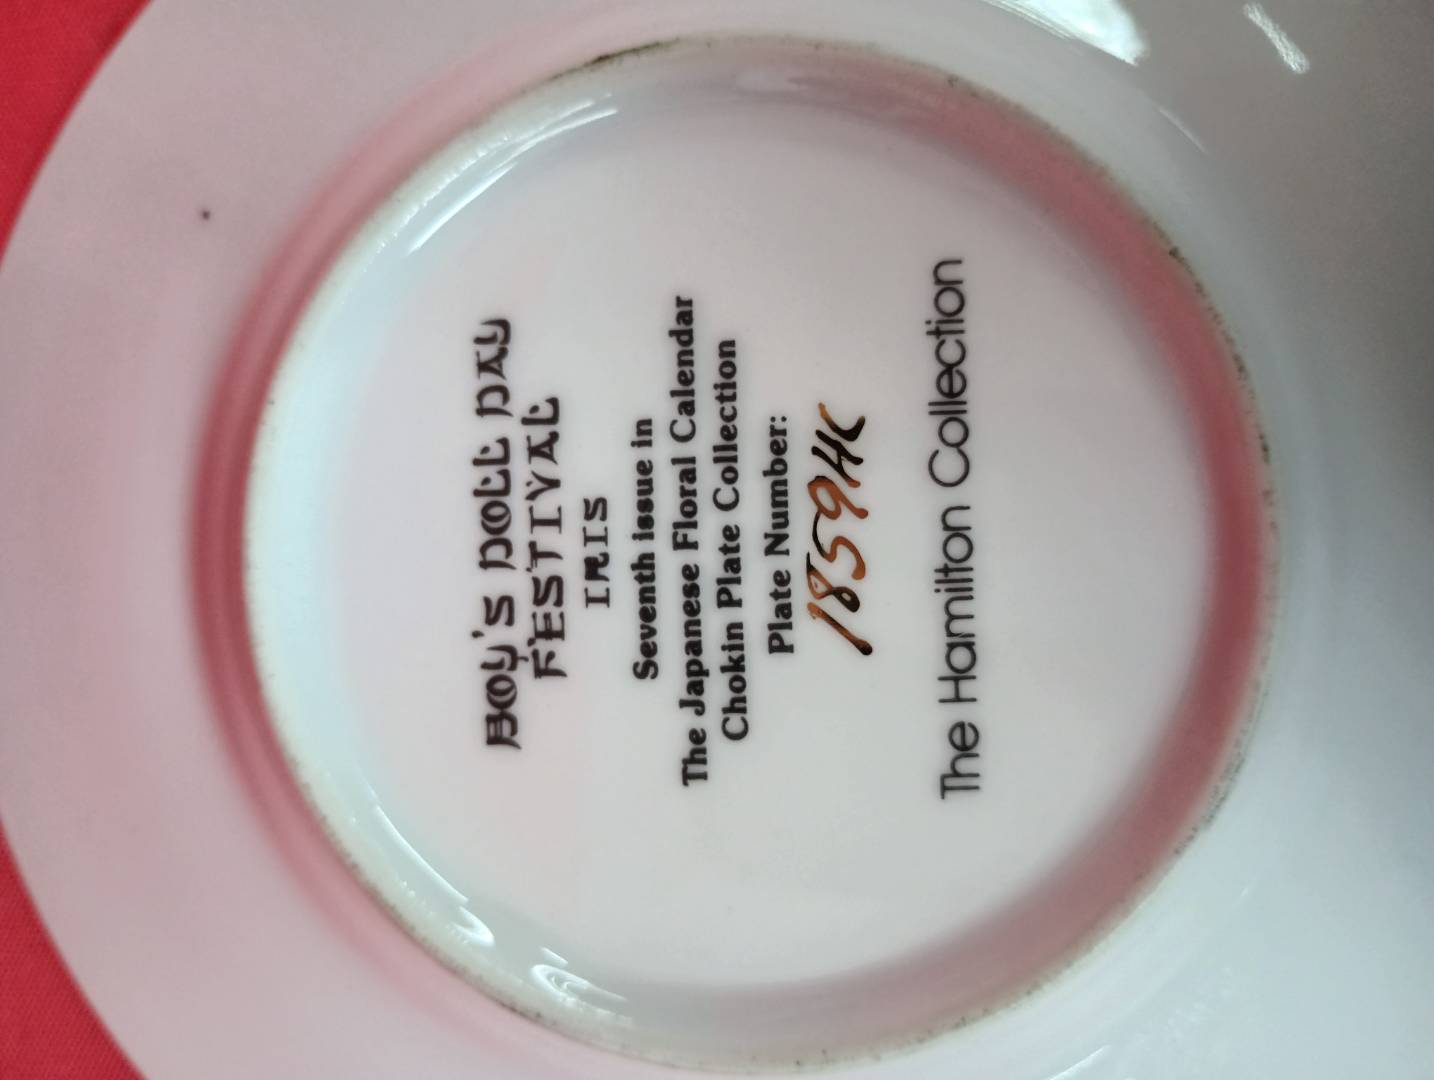 BOY'S DOLL DAY
FESTIVAL
IRIS
Seventh issue in
The Japanese Floral Calendar
Chokin Plate Collection
Plate Number:
1859HC
The Hamilton Collection